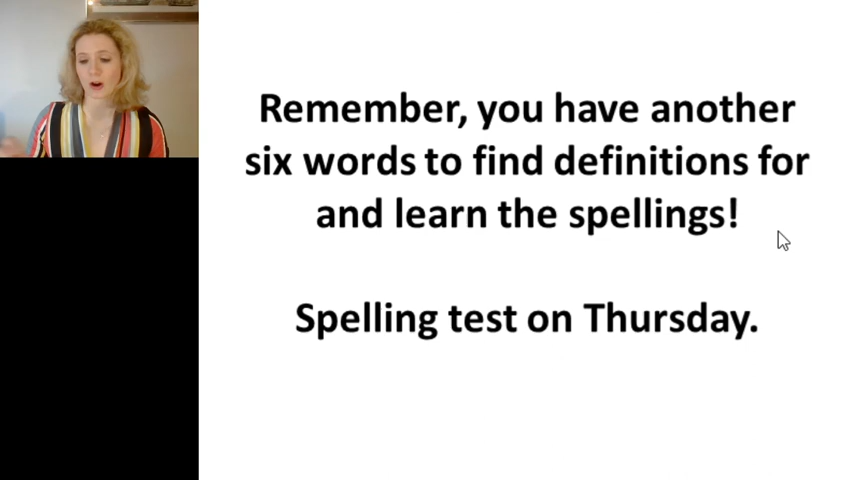 Remember, you have another
six words to find definitions for
and learn the spellings!
Spelling test on Thursday.